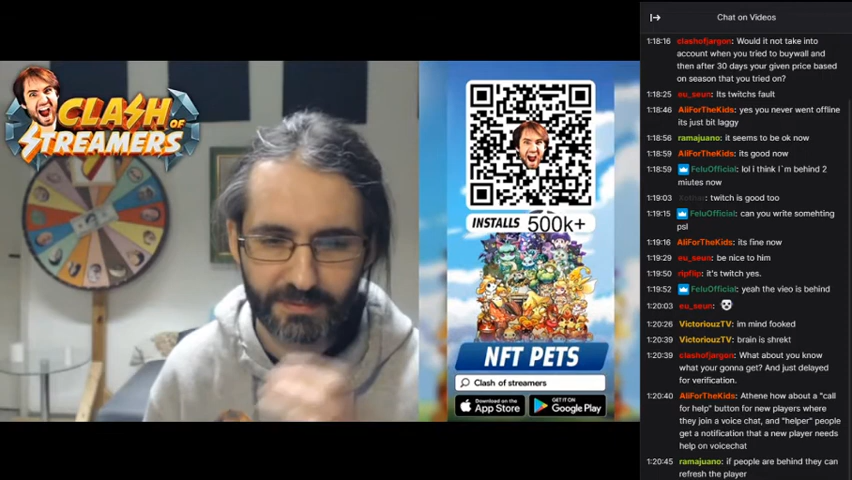 CLASH
OF
STREAMERS
INSTALLS 500k+
NFT PETS
Clash of streamers
Download on the
App Store
GET IT ON
Google Play
Chat on Videos
1:18:16 clashofjargon: Would it not take into
account when you tried to buywall and
then after 30 days your given price based
on season that you tried on?
1:18:25 eu_seun: Its twitchs fault
1:18:46 AliForTheKids: yes you never went offline
its just bit laggy
1:18:56 ramajuano: it seems to be ok now
1:18:59 AliForTheKids: its good now
1:18:59 FeluOfficial: lol i think I`m behind 2
miutes now
1:19:03 : twitch is good too
1:19:15 FeluOfficial: can you write somehting
psl
1:19:16 AliForTheKids: its fine now
1:19:29 eu_seun: be nice to him
1:19:50 ripflip: it's twitch yes.
1:19:52 FeluOfficial: yeah the vieo is behind
1:20:03 eu_seun:
1:20:26 VictoriouzTV: im mind fooked
1:20:39 VictoriouzTV: brain is shrekt
1:20:39 clashofjargon: What about you know
what your gonna get? And just delayed
for verification.
1:20:40 AliForTheKids: Athene how about a "call
for help" button for new players where
they join a voice chat, and "helper" people
get a notification that a new player needs
help on voicechat
1:20:45 ramajuano: if people are behind they can
refresh the player